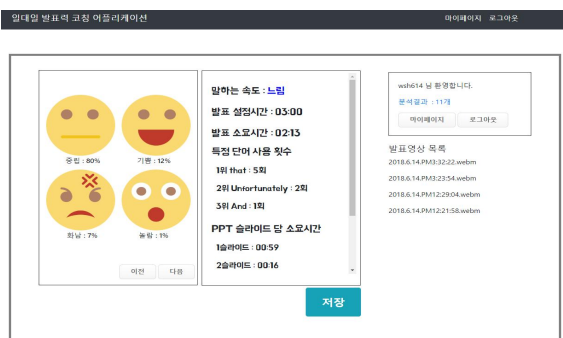 일대일 발표력 코칭 어플리케이션
마이페이지 로그아웃
중립 : 80%
기쁨 : 12%
화남 : 7%
놀람 : 1%
이전
다음
말하는 속도 : 느림
발표 설정시간 : 03:00
발표 소요시간 : 02:13
특정 단어 사용 횟수
1위 that : 5회
2위 Unfortunately : 2회
3위 And : 1회
PPT 슬라이드 당 소요시간
1슬라이드 : 00:59
2슬라이드 : 00:16
저장
wsh614 님 환영합니다.
분석결과 : 11개
마이페이지
로그아웃
발표영상 목록
2018.6.14.PM3:32:22.webm
2018.6.14.PM3:23:54.webm
2018.6.14.PM12:29:04.webm
2018.6.14.PM12:21:58.webm